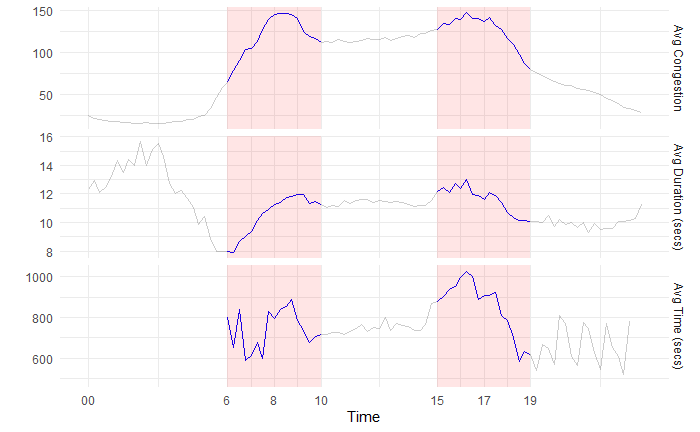 150
100
50
Avg Congestion
16
14
12
10
8
Avg Duration (secs)
1000
800
600
Avg Time (secs)
00 6 8 10 15 17 19
Time